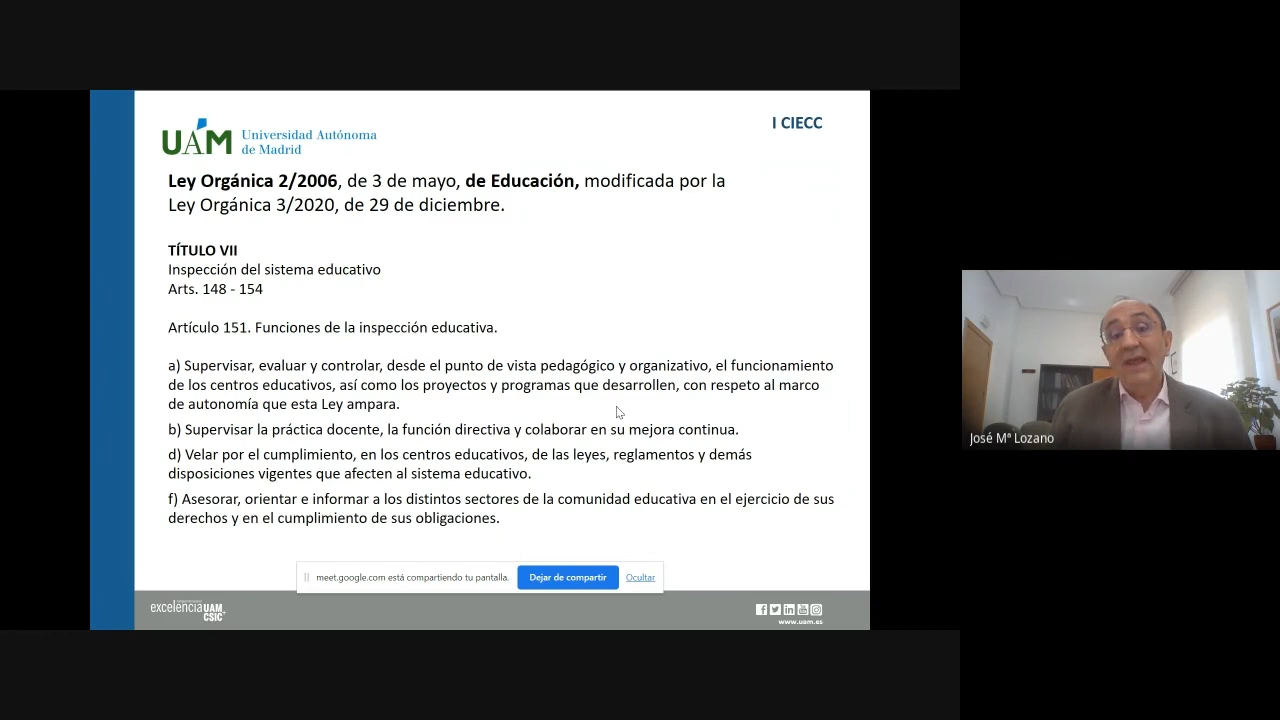 I CIECC
UAM Universidad Autónoma
de Madrid
Ley Orgánica 2/2006, de 3 de mayo, de Educación, modificada por la
Ley Orgánica 3/2020, de 29 de diciembre.
TÍTULO VII
Inspección del sistema educativo
Arts. 148 - 154
Artículo 151. Funciones de la inspección educativa.
a) Supervisar, evaluar y controlar, desde el punto de vista pedagógico y organizativo, el funcionamiento
de los centros educativos, así como los proyectos y programas que desarrollen, con respeto al marco
de autonomía que esta Ley ampara.
b) Supervisar la práctica docente, la función directiva y colaborar en su mejora continua.
d) Velar por el cumplimiento, en los centros educativos, de las leyes, reglamentos y demás
disposiciones vigentes que afecten al sistema educativo.
f) Asesorar, orientar e informar a los distintos sectores de la comunidad educativa en el ejercicio de sus
derechos y en el cumplimiento de sus obligaciones.
meet.google.com está compartiendo tu pantalla. Dejar de compartir Ocultar
excelencia UAM
CSIC+
www.uam.es
José Mª Lozano